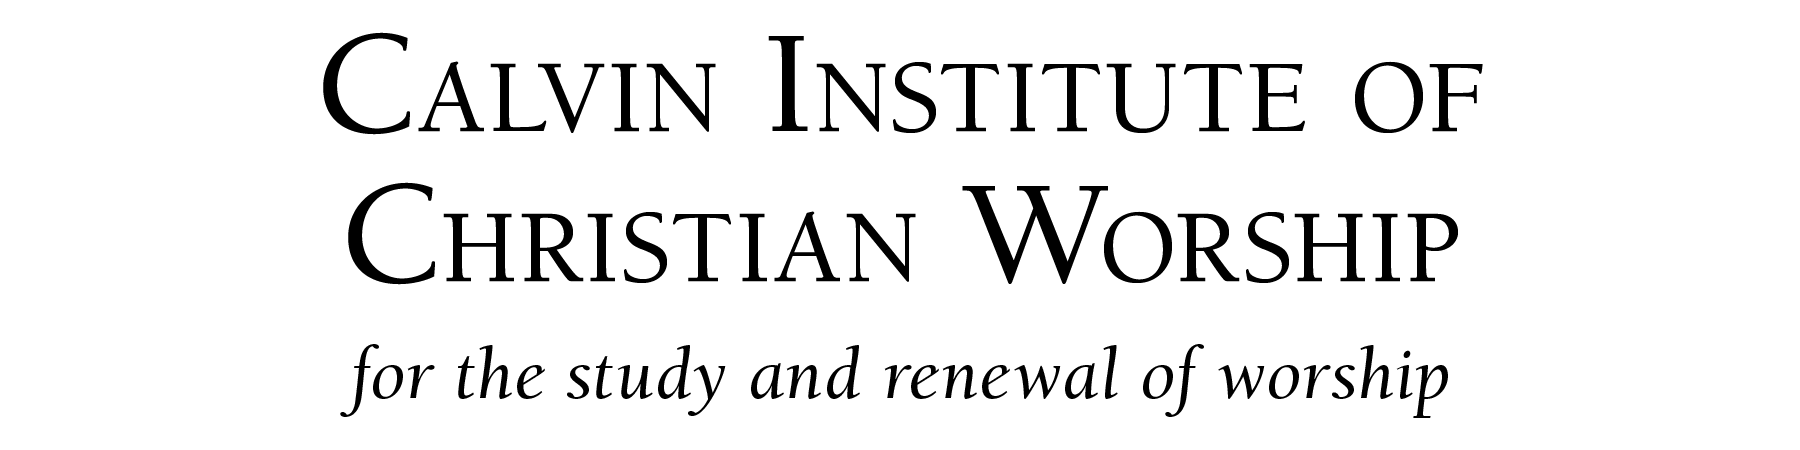 Calvin Institute of
Christian Worship
for the study and renewal of worship